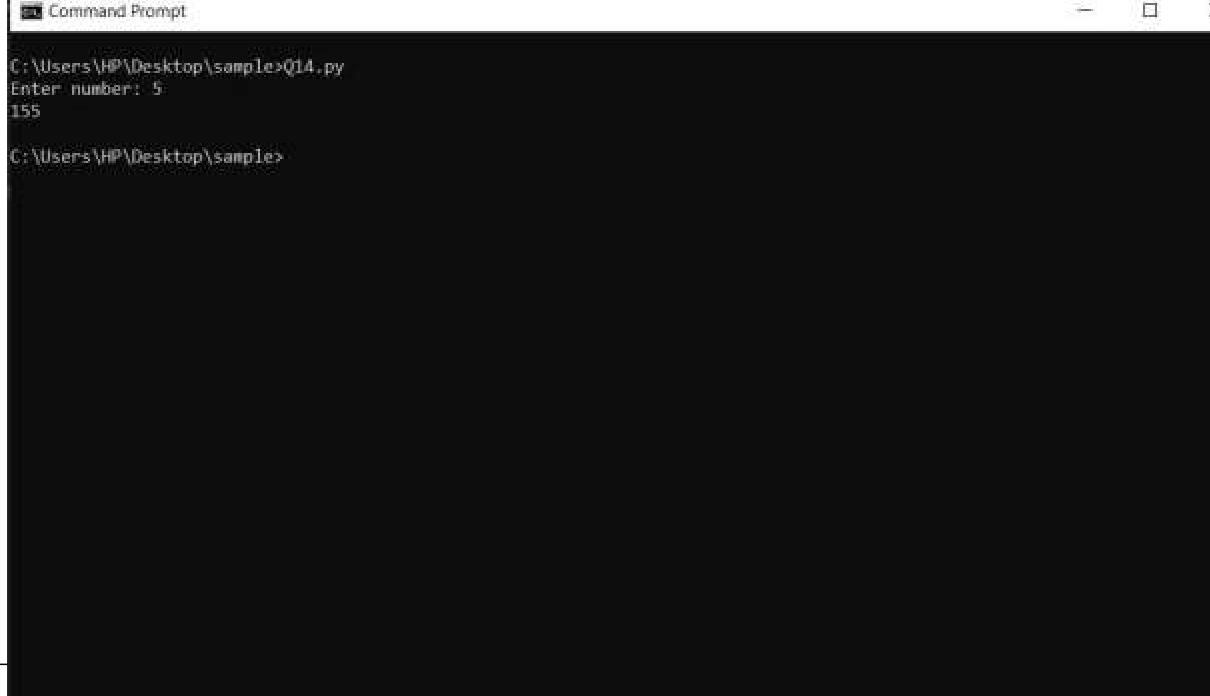 Command Prompt
C:\Users\HP\Desktop\sample>Q14.py
Enter number: 5
155
C:\Users\HP\Desktop\sample>